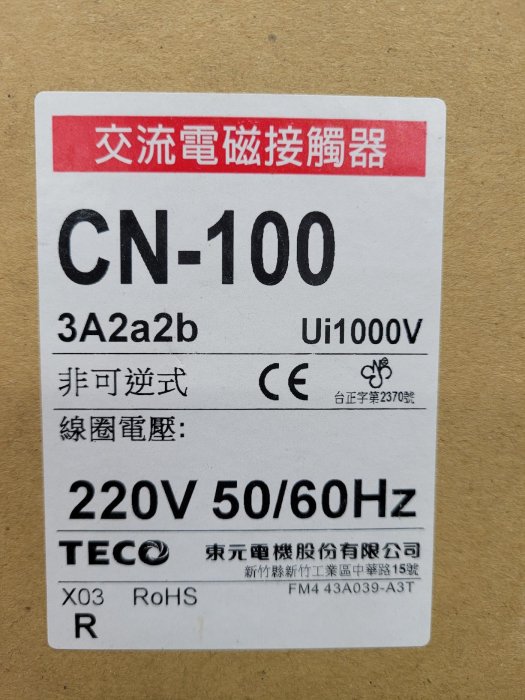 交流電磁接觸器
CN-100
3A2a2b Ui1000V
非可逆式 CE
台正字第2370號
線圈電壓:
220V 50/60Hz
TECO 東元電機股份有限公司
新竹縣新竹工業區中華路15號
X03 RoHS FM4 43A039-A3T
R